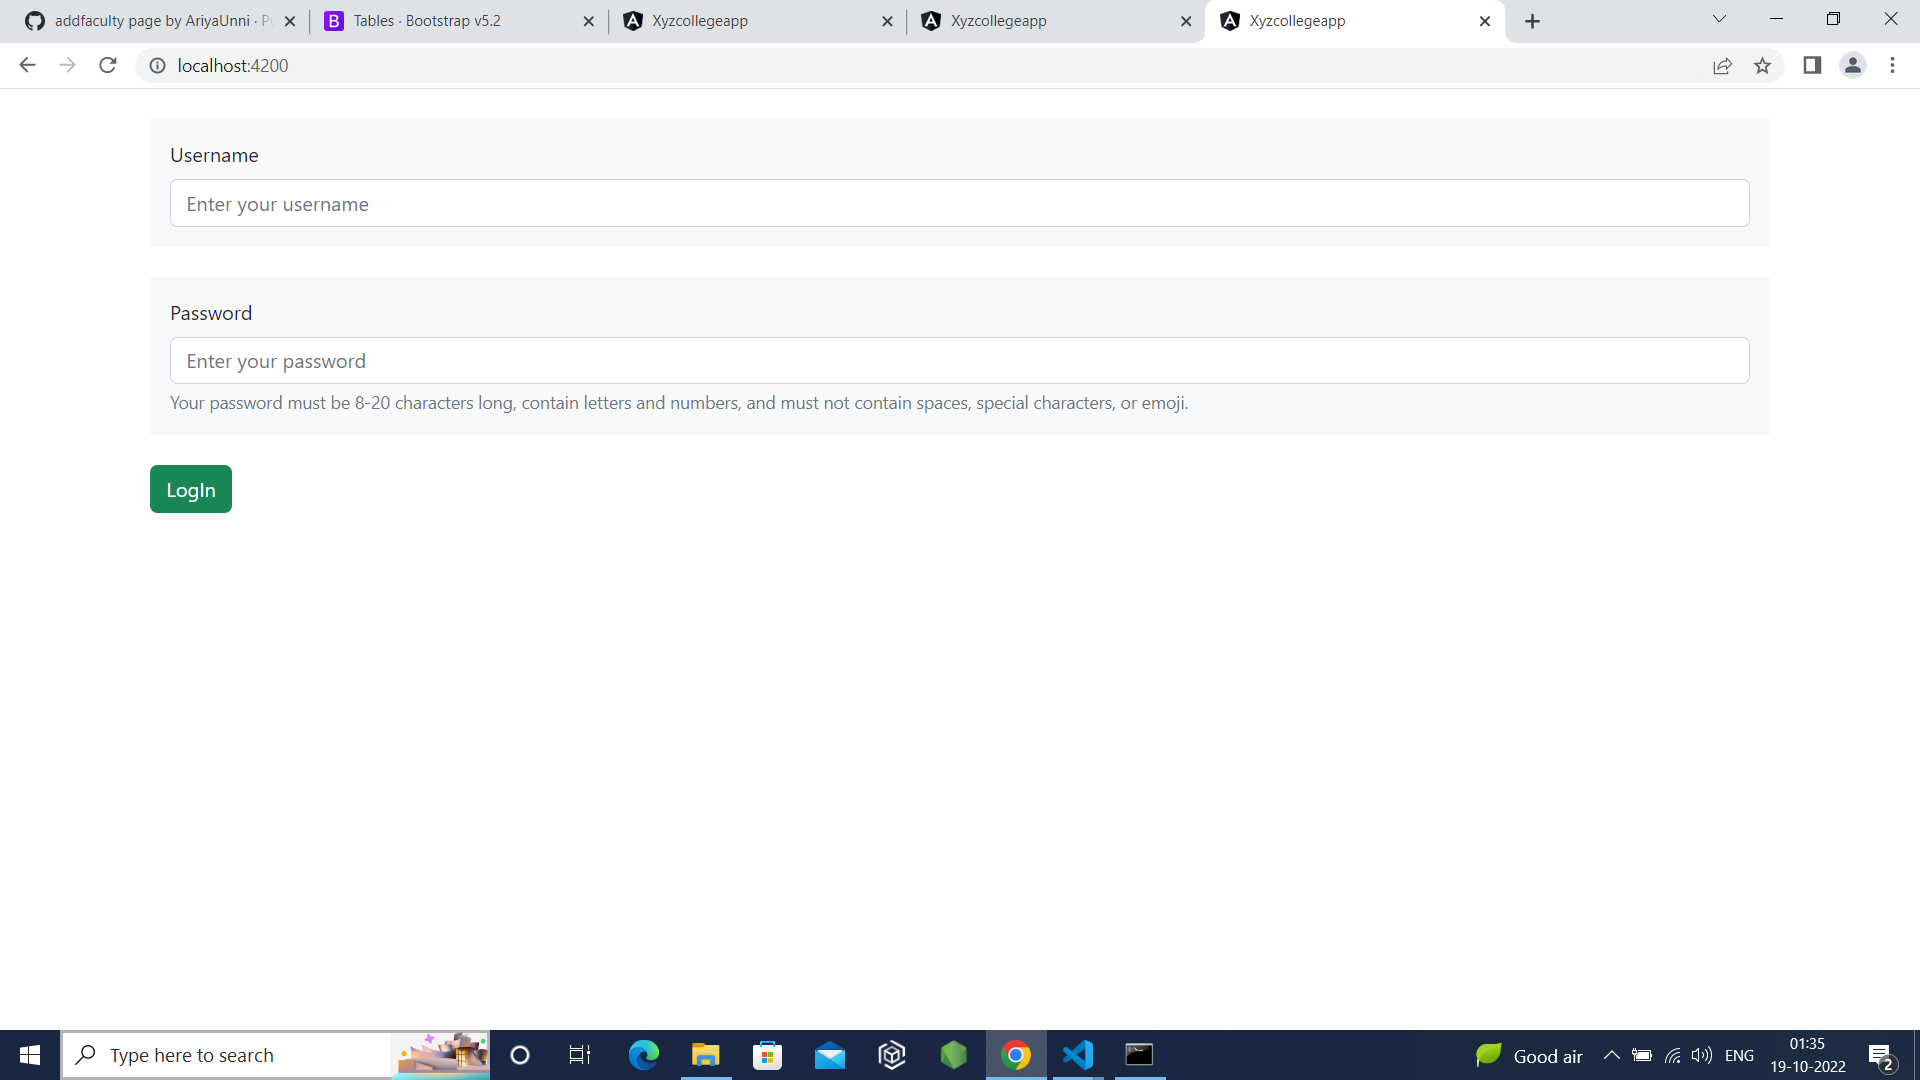 addfaculty page by AriyaUnni ·
Tables · Bootstrap v5.2
Xyzcollegeapp
Xyzcollegeapp
Xyzcollegeapp
localhost:4200
Username
Enter your username
Password
Enter your password
Your password must be 8-20 characters long, contain letters and numbers, and must not contain spaces, special characters, or emoji.
LogIn
Type here to search
Good air
ENG
01:35
19-10-2022
2